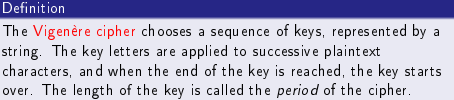 Definition
The Vigenère cipher chooses a sequence of keys, represented by a
string. The key letters are applied to successive plaintext
characters, and when the end of the key is reached, the key starts
over. The length of the key is called the period of the cipher.